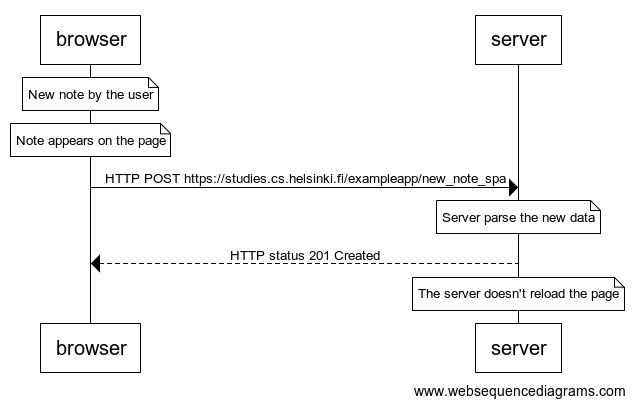 browser
server
New note by the user
Note appears on the page
HTTP POST https://studies.cs.helsinki.fi/exampleapp/new_note_spa
Server parse the new data
HTTP status 201 Created
The server doesn't reload the page
browser
server
www.websequencediagrams.com